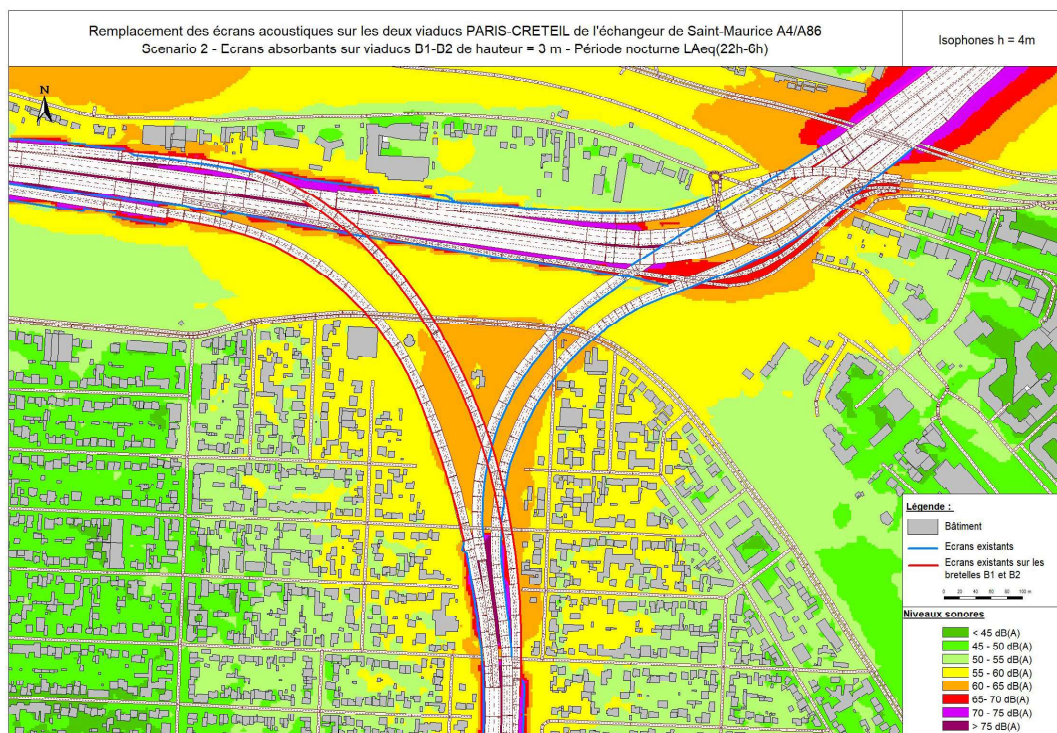 Remplacement des écrans acoustiques sur les deux viaducs PARIS-CRETEIL de l'échangeur de Saint-Maurice A4/A86
Scenario 2 - Ecrans absorbants sur viaducs B1-B2 de hauteur = 3 m - Période nocturne LAeq(22h-6h)
Isophones h = 4m
N
Légende :
Bâtiment
Ecrans existants
Ecrans existants sur les
bretelles B1 et B2
0 20 40 60 80 100 m
Niveaux sonores
< 45 dB(A)
45 - 50 dB(A)
50 - 55 dB(A)
55 - 60 dB(A)
60 - 65 dB(A)
65- 70 dB(A)
70 - 75 dB(A)
> 75 dB(A)